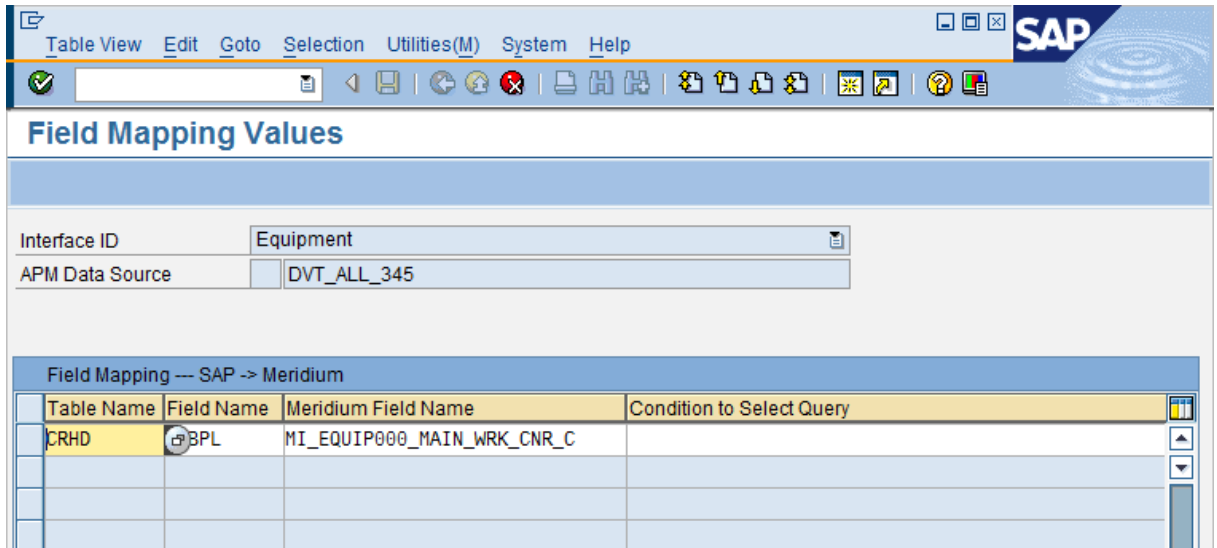 Table View Edit Goto Selection Utilities(M) System Help
SAP
Field Mapping Values
Interface ID Equipment
APM Data Source DVT_ALL_345
Field Mapping --- SAP -> Meridium
Table Name Field Name Meridium Field Name Condition to Select Query
CRHD BPL MI_EQUIP000_MAIN_WRK_CNR_C